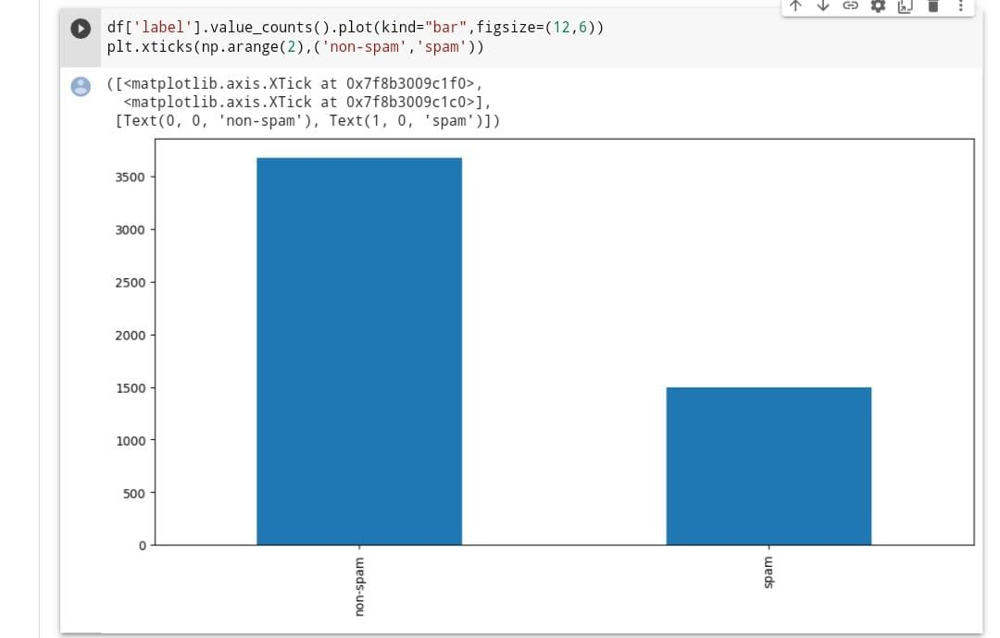 df['label'].value_counts().plot(kind="bar",figsize=(12,6))
plt.xticks(np.arange(2),('non-spam','spam'))
([<matplotlib.axis.XTick at 0x7f8b3009c1f0>,
  <matplotlib.axis.XTick at 0x7f8b3009c1c0>],
 [Text(0, 0, 'non-spam'), Text(1, 0, 'spam')])
3500
3000
2500
2000
1500
1000
500
0
non-spam
spam